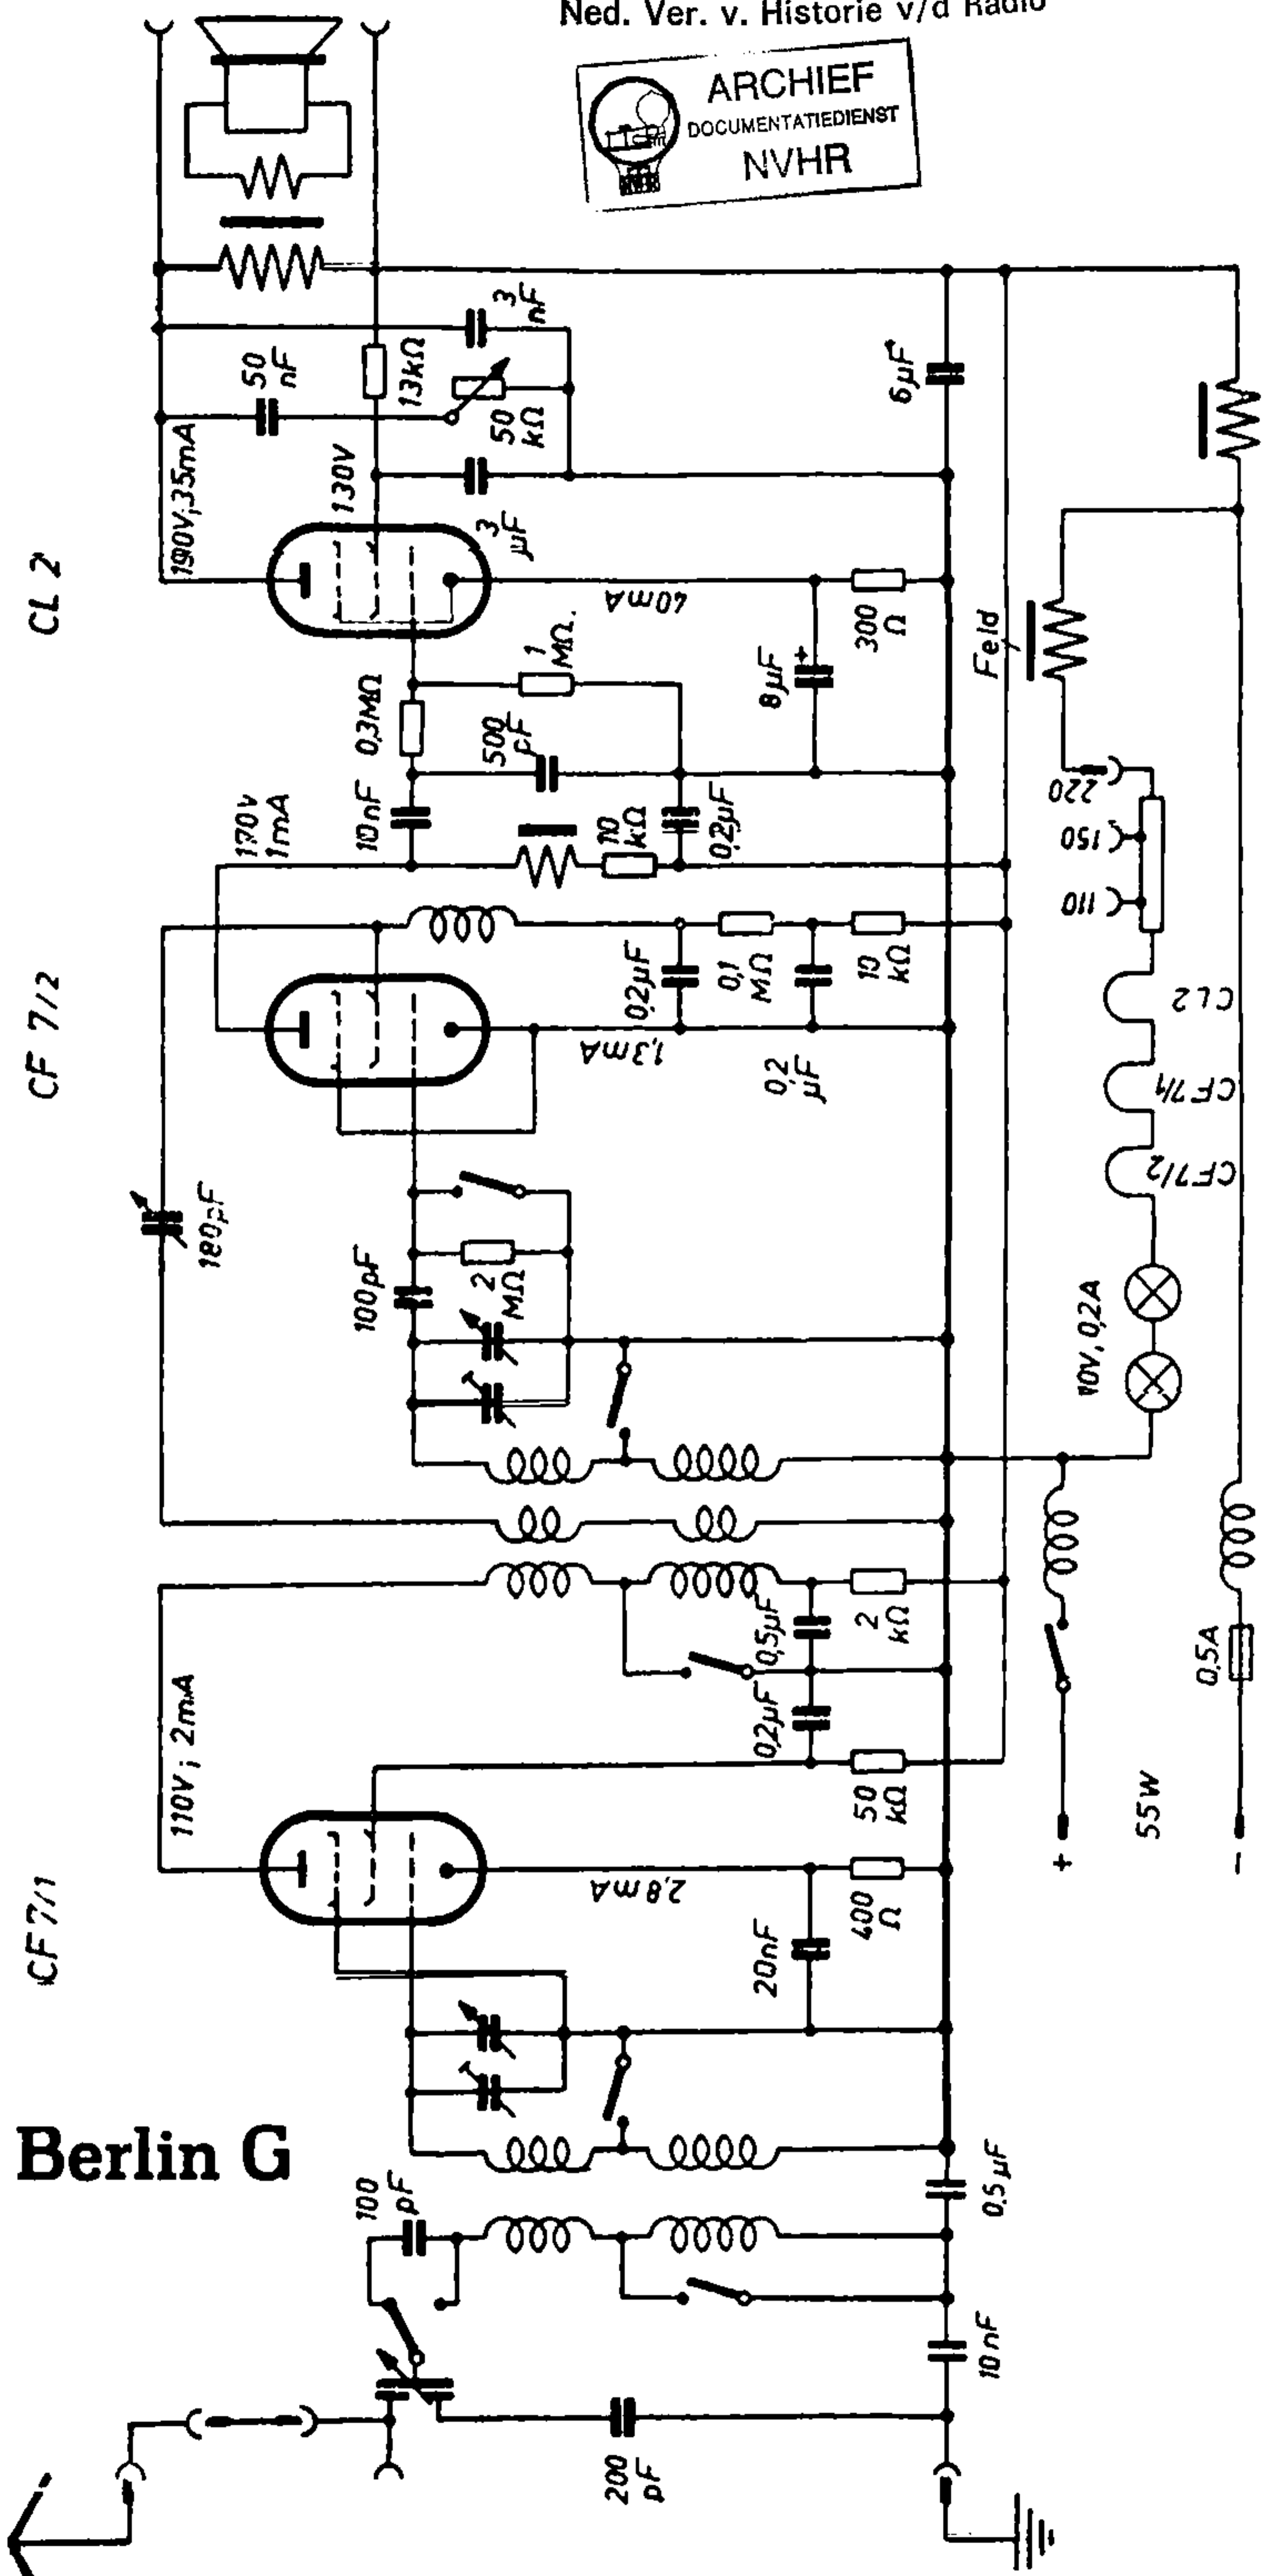 Ned. Ver. v. Historie v/d Radio
ARCHIEF
DOCUMENTATIEDIENST
NVHR
Berlin G
CF7/1
CF 7/2
CL 2
110V; 2mA
170V
1mA
190V,35mA
130V
50
nF
3
nF
13kΩ
50
kΩ
3
µF
6µF
40mA
300
Ω
8µF
0,3MΩ
1
MΩ.
500
pF
10nF
10
kΩ
0,2µF
0,2µF
0,1
MΩ
10
kΩ
0,2
µF
1,3mA
180pF
100pF
2
MΩ
0,5µF
2
kΩ
0,2µF
50
kΩ
2,8mA
400
Ω
20nF
100
pF
200
pF
0,5µF
10nF
Feld
220
150
110
CL2
CF7/1
CF7/2
10V, 0,2A
0,5A
55W
+
-